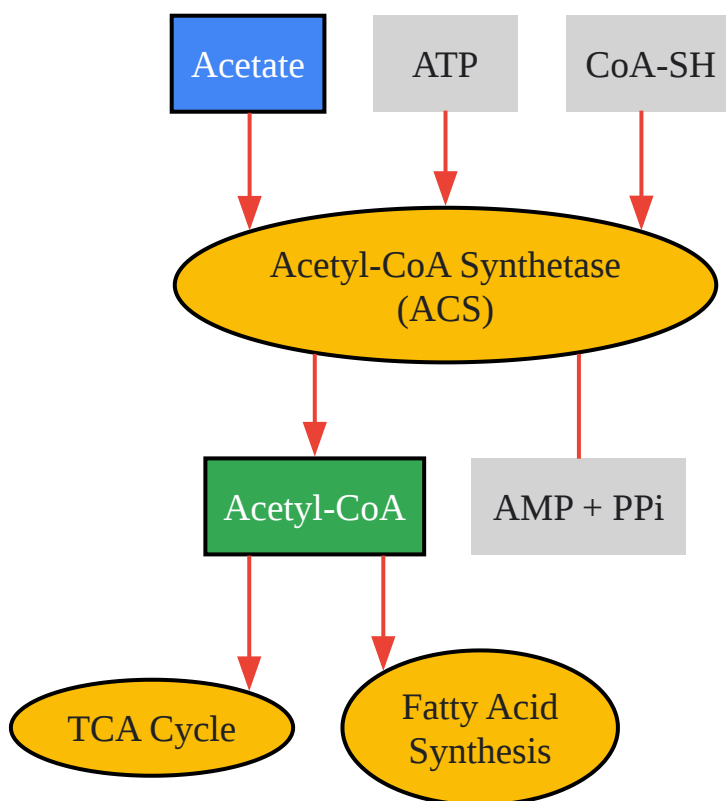 Acetate
ATP
CoA-SH
Acetyl-CoA Synthetase
(ACS)
Acetyl-CoA
AMP + PPi
TCA Cycle
Fatty Acid
Synthesis